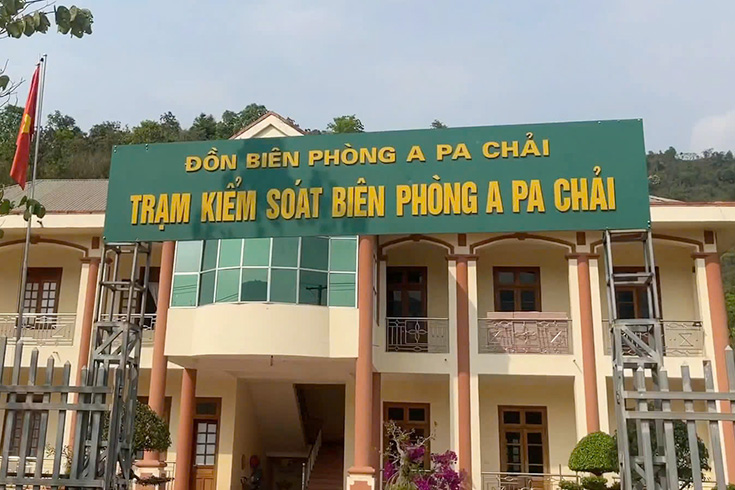 ĐỒN BIÊN PHÒNG A PA CHẢI
TRẠM KIỂM SOÁT BIÊN PHÒNG A PA CHẢI